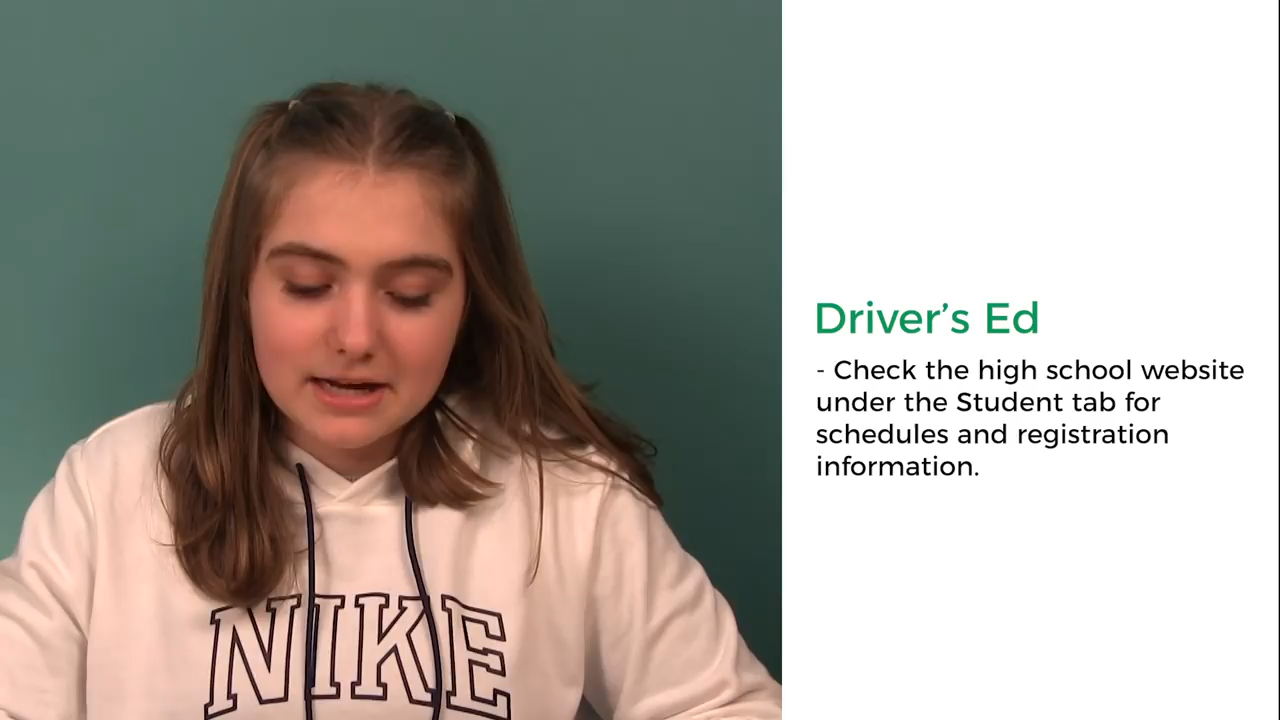 NIKE
Driver’s Ed
- Check the high school website
under the Student tab for
schedules and registration
information.